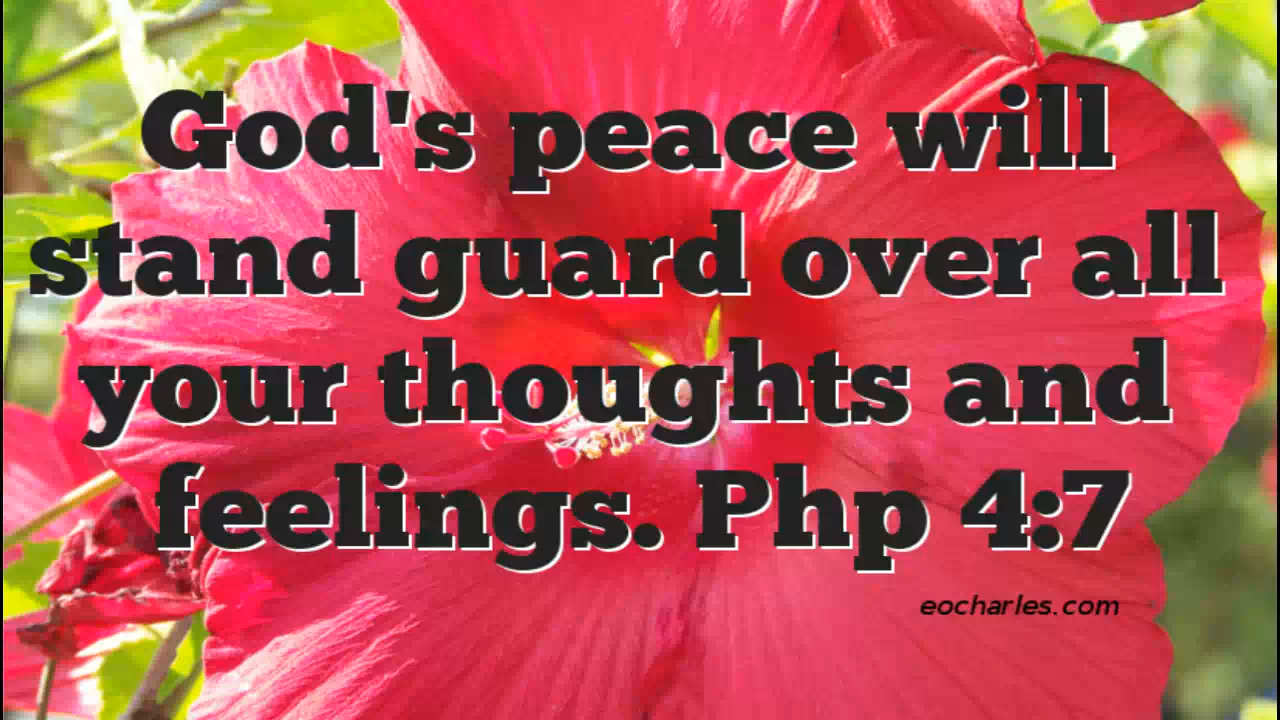 God's peace will
stand guard over all
your thoughts and
feelings. Php 4:7
eocharles.com